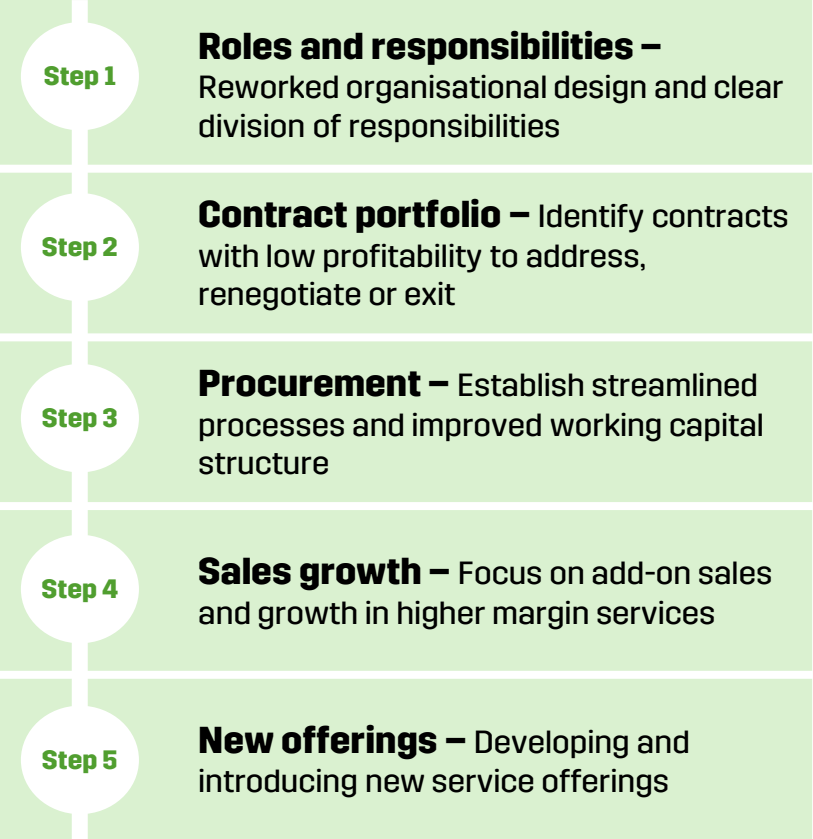 Step 1
Roles and responsibilities –
Reworked organisational design and clear
division of responsibilities
Step 2
Contract portfolio – Identify contracts
with low profitability to address,
renegotiate or exit
Step 3
Procurement – Establish streamlined
processes and improved working capital
structure
Step 4
Sales growth – Focus on add-on sales
and growth in higher margin services
Step 5
New offerings – Developing and
introducing new service offerings